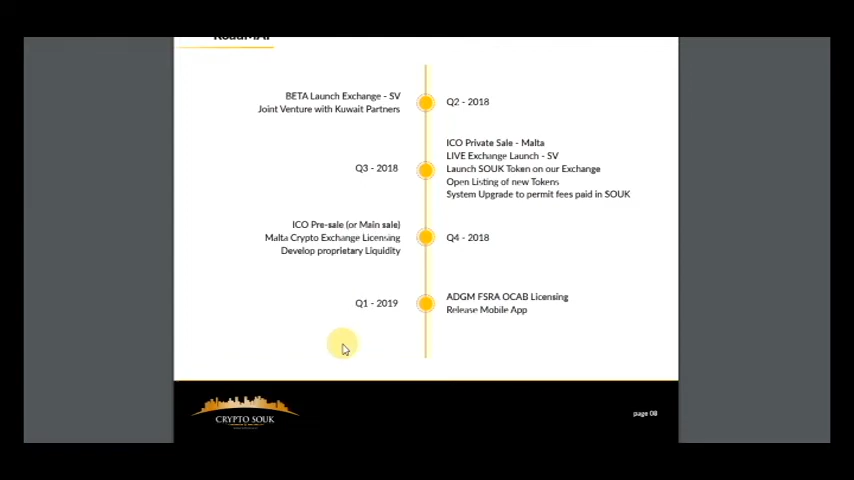 RoadMAP
BETA Launch Exchange - SV
Joint Venture with Kuwait Partners
Q2 - 2018
Q3 - 2018
ICO Private Sale - Malta
LIVE Exchange Launch - SV
Launch SOUK Token on our Exchange
Open Listing of new Tokens
System Upgrade to permit fees paid in SOUK
ICO Pre-sale (or Main sale)
Malta Crypto Exchange Licensing
Develop proprietary Liquidity
Q4 - 2018
Q1 - 2019
ADGM FSRA OCAB Licensing
Release Mobile App
CRYPTO SOUK
page 08